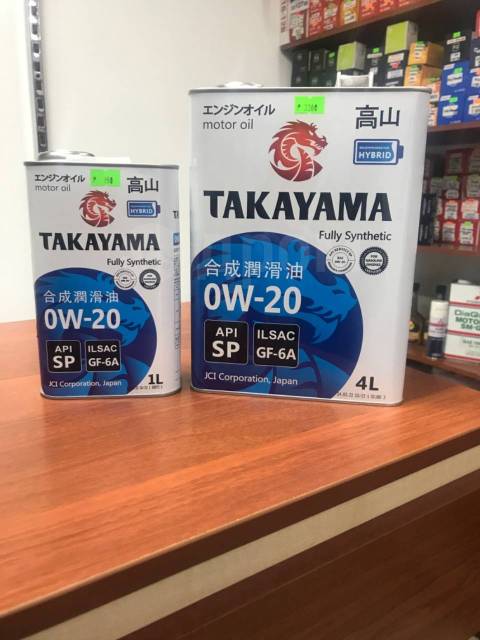 エンジンオイル
motor oil
高山
HYBRID
TAKAYAMA
Fully Synthetic
合成潤滑油
0W-20
API
SP
ILSAC
GF-6A
JCI Corporation, Japan
1L
エンジンオイル
motor oil
高山
HYBRID
TAKAYAMA
Fully Synthetic
合成潤滑油
0W-20
API
SP
ILSAC
GF-6A
JCI Corporation, Japan
4L